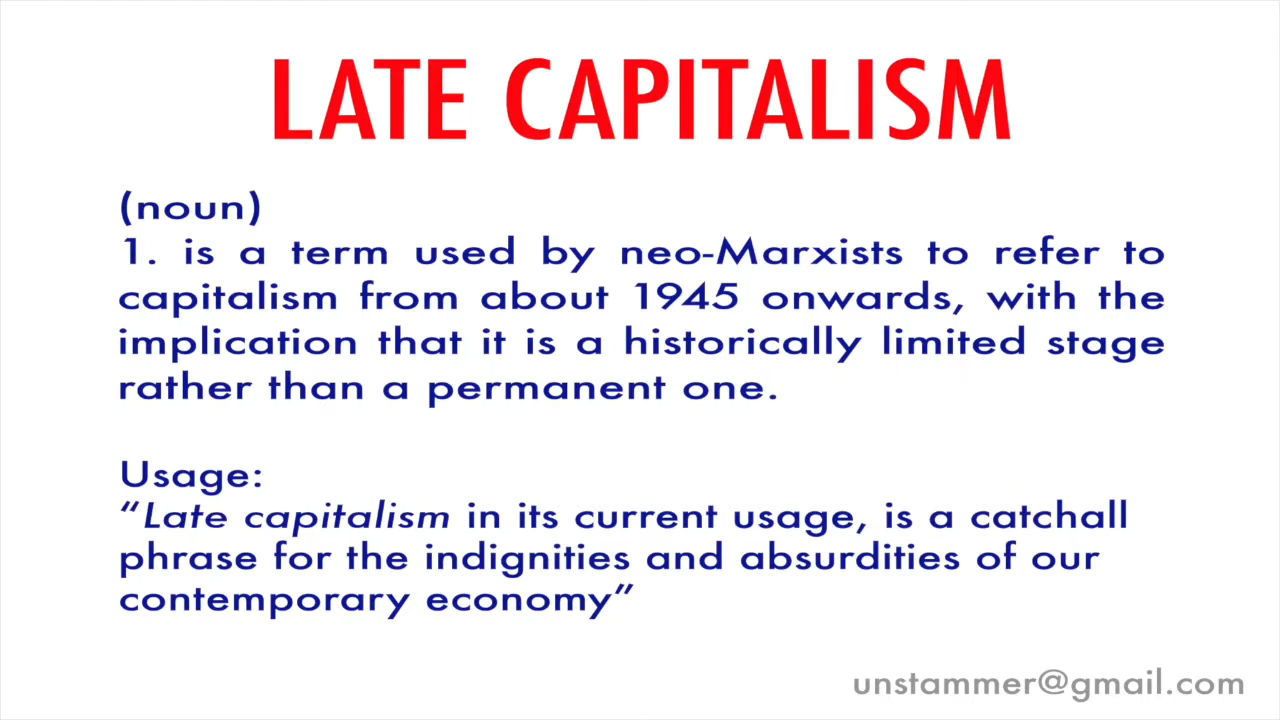 LATE CAPITALISM
(noun)
1. is a term used by neo-Marxists to refer to
capitalism from about 1945 onwards, with the
implication that it is a historically limited stage
rather than a permanent one.
Usage:
“Late capitalism in its current usage, is a catchall
phrase for the indignities and absurdities of our
contemporary economy”
unstammer@gmail.com